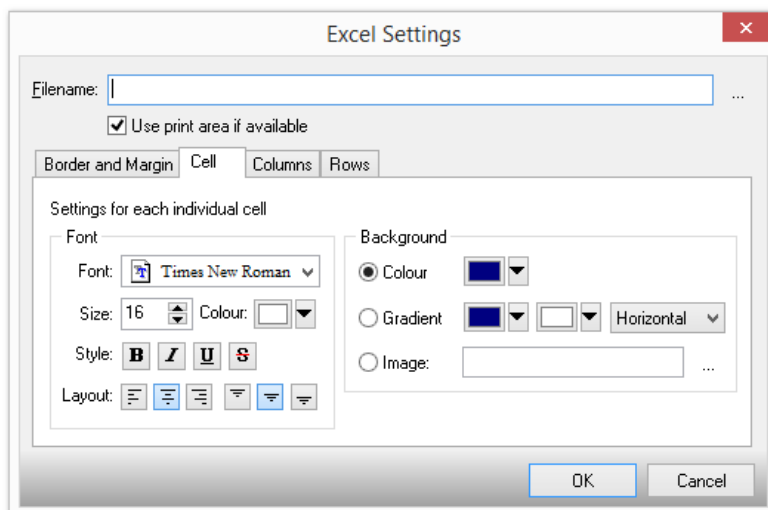 Excel Settings
Filename:
...
Use print area if available
Border and Margin Cell Columns Rows
Settings for each individual cell
Font
Font: Times New Roman
Size: 16 Colour:
Style: B I U S
Layout:
Background
Colour
Gradient Horizontal
Image: ...
OK Cancel